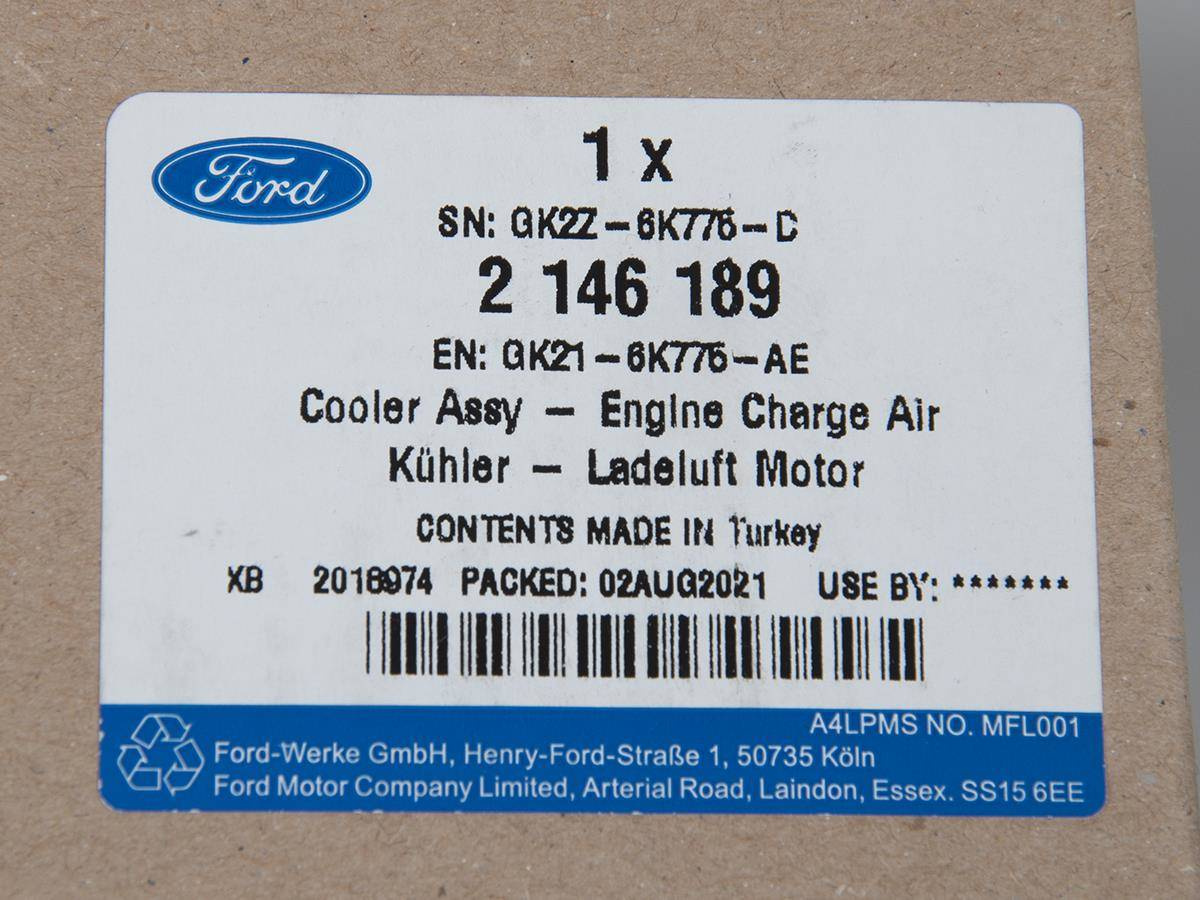 Ford
1 x
SN: GK2Z-6K775-D
2 146 189
EN: GK21-6K775-AE
Cooler Assy - Engine Charge Air
Kühler - Ladeluft Motor
CONTENTS MADE IN Turkey
XB 2018974 PACKED: 02AUG2021 USE BY: *******
A4LPMS NO. MFL001
Ford-Werke GmbH, Henry-Ford-Straße 1, 50735 Köln
Ford Motor Company Limited, Arterial Road, Laindon, Essex. SS15 6EE